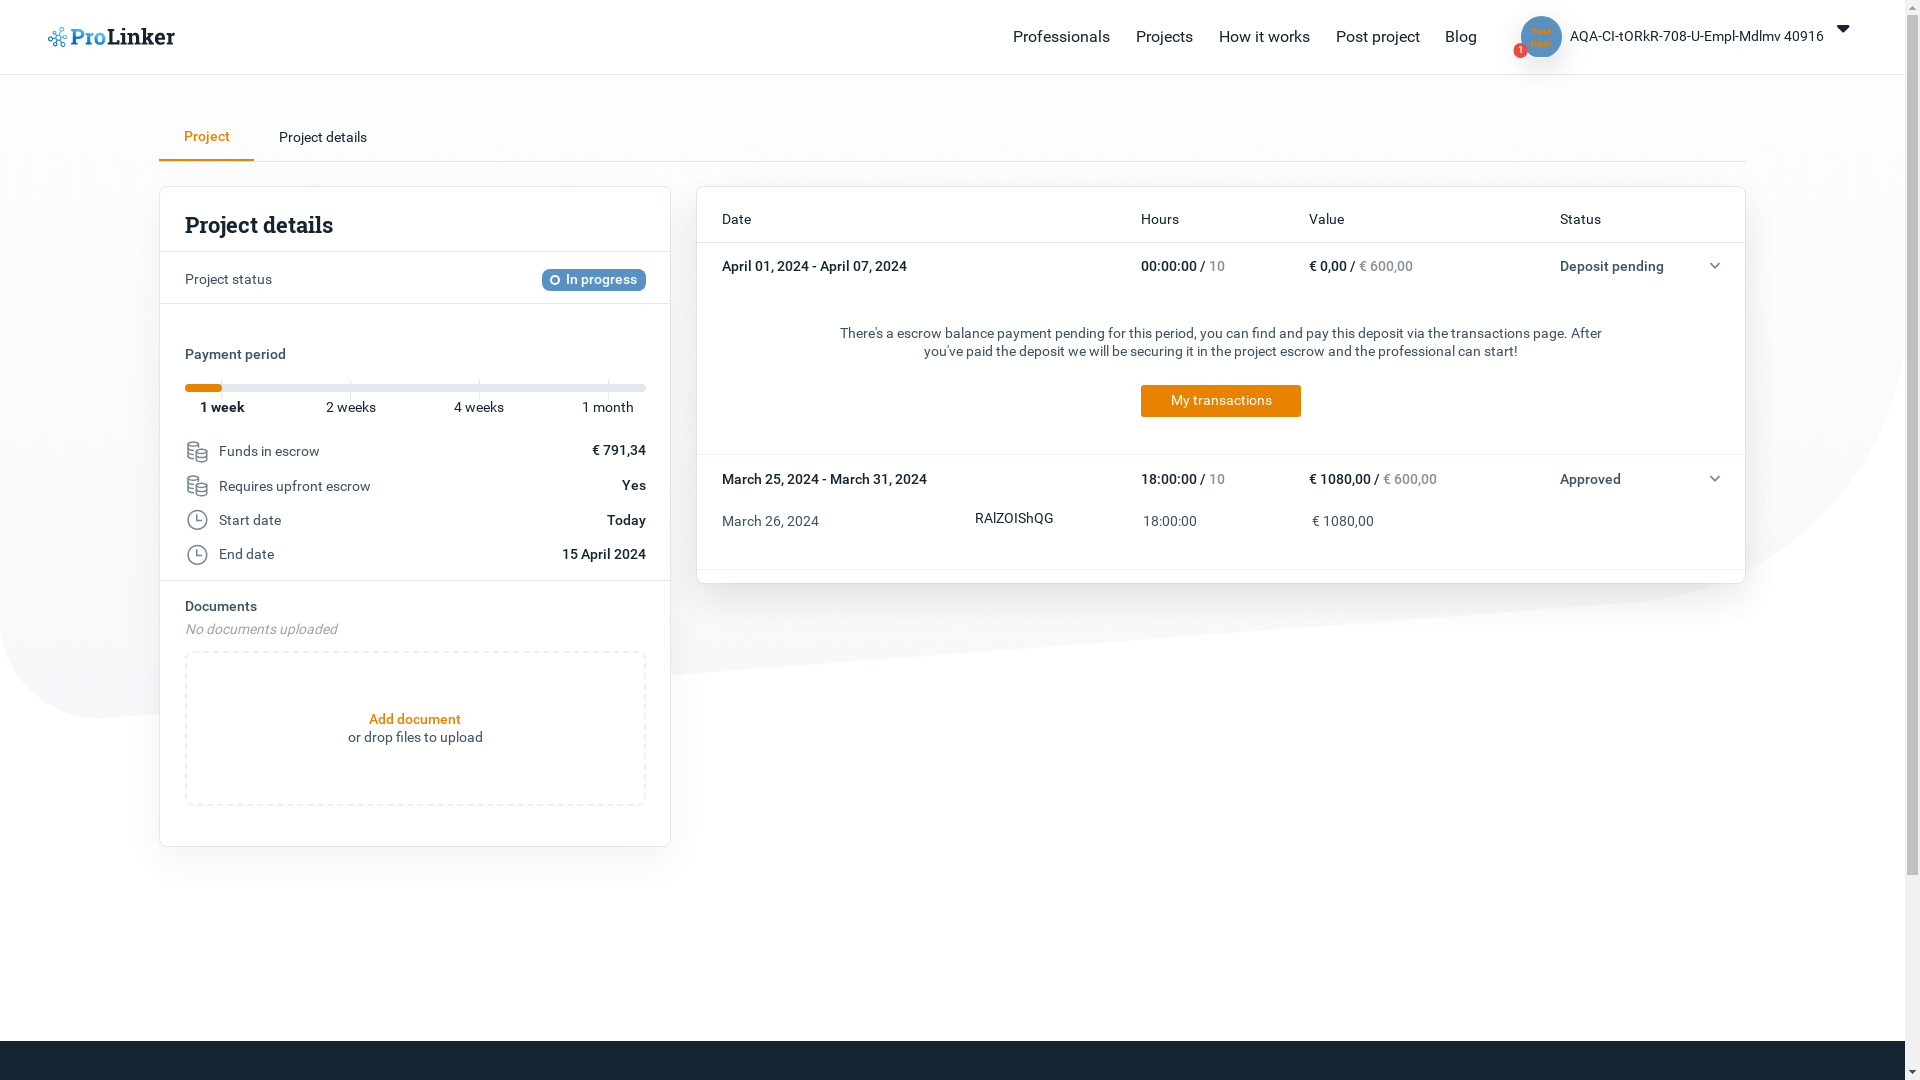 ProLinker
Professionals
Projects
How it works
Post project
Blog
1
AQA-CI-tORkR-708-U-Empl-Mdlmv 40916
Project
Project details
Project details
Project status
In progress
Payment period
1 week
2 weeks
4 weeks
1 month
Funds in escrow
€ 791,34
Requires upfront escrow
Yes
Start date
Today
End date
15 April 2024
Documents
No documents uploaded
Add document
or drop files to upload
Date
Hours
Value
Status
April 01, 2024 - April 07, 2024
00:00:00 / 10
€ 0,00 / € 600,00
Deposit pending
There's a escrow balance payment pending for this period, you can find and pay this deposit via the transactions page. After
you've paid the deposit we will be securing it in the project escrow and the professional can start!
My transactions
March 25, 2024 - March 31, 2024
18:00:00 / 10
€ 1080,00 / € 600,00
Approved
March 26, 2024
RAlZOIShQG
18:00:00
€ 1080,00